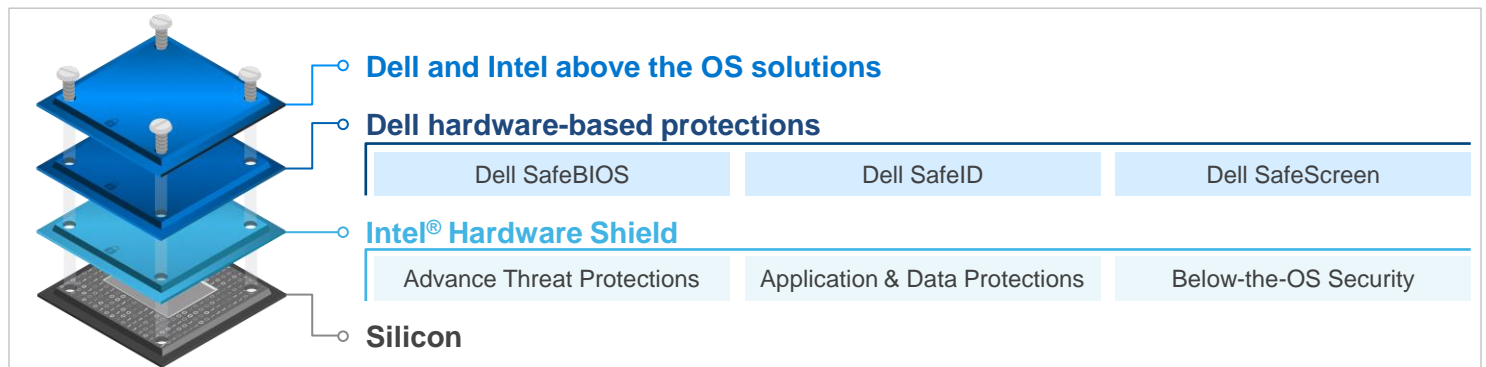 Dell and Intel above the OS solutions
Dell hardware-based protections
Dell SafeBIOS
Dell SafeID
Dell SafeScreen
Intel® Hardware Shield
Advance Threat Protections
Application & Data Protections
Below-the-OS Security
Silicon